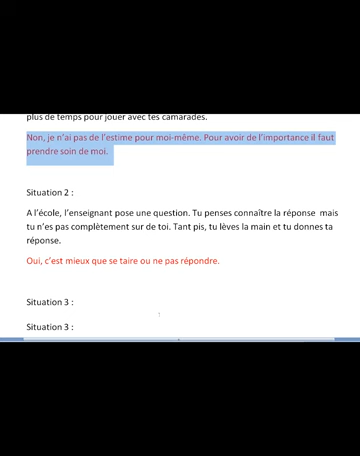 plus de temps pour jouer avec tes camarades.
Non, je n'ai pas de l'estime pour moi-même. Pour avoir de l'importance il faut
prendre soin de moi.
Situation 2 :
A l'école, l'enseignant pose une question. Tu penses connaître la réponse mais
tu n'es pas complètement sur de toi. Tant pis, tu lèves la main et tu donnes ta
réponse.
Oui, c'est mieux que se taire ou ne pas répondre.
Situation 3 :
Situation 3 :